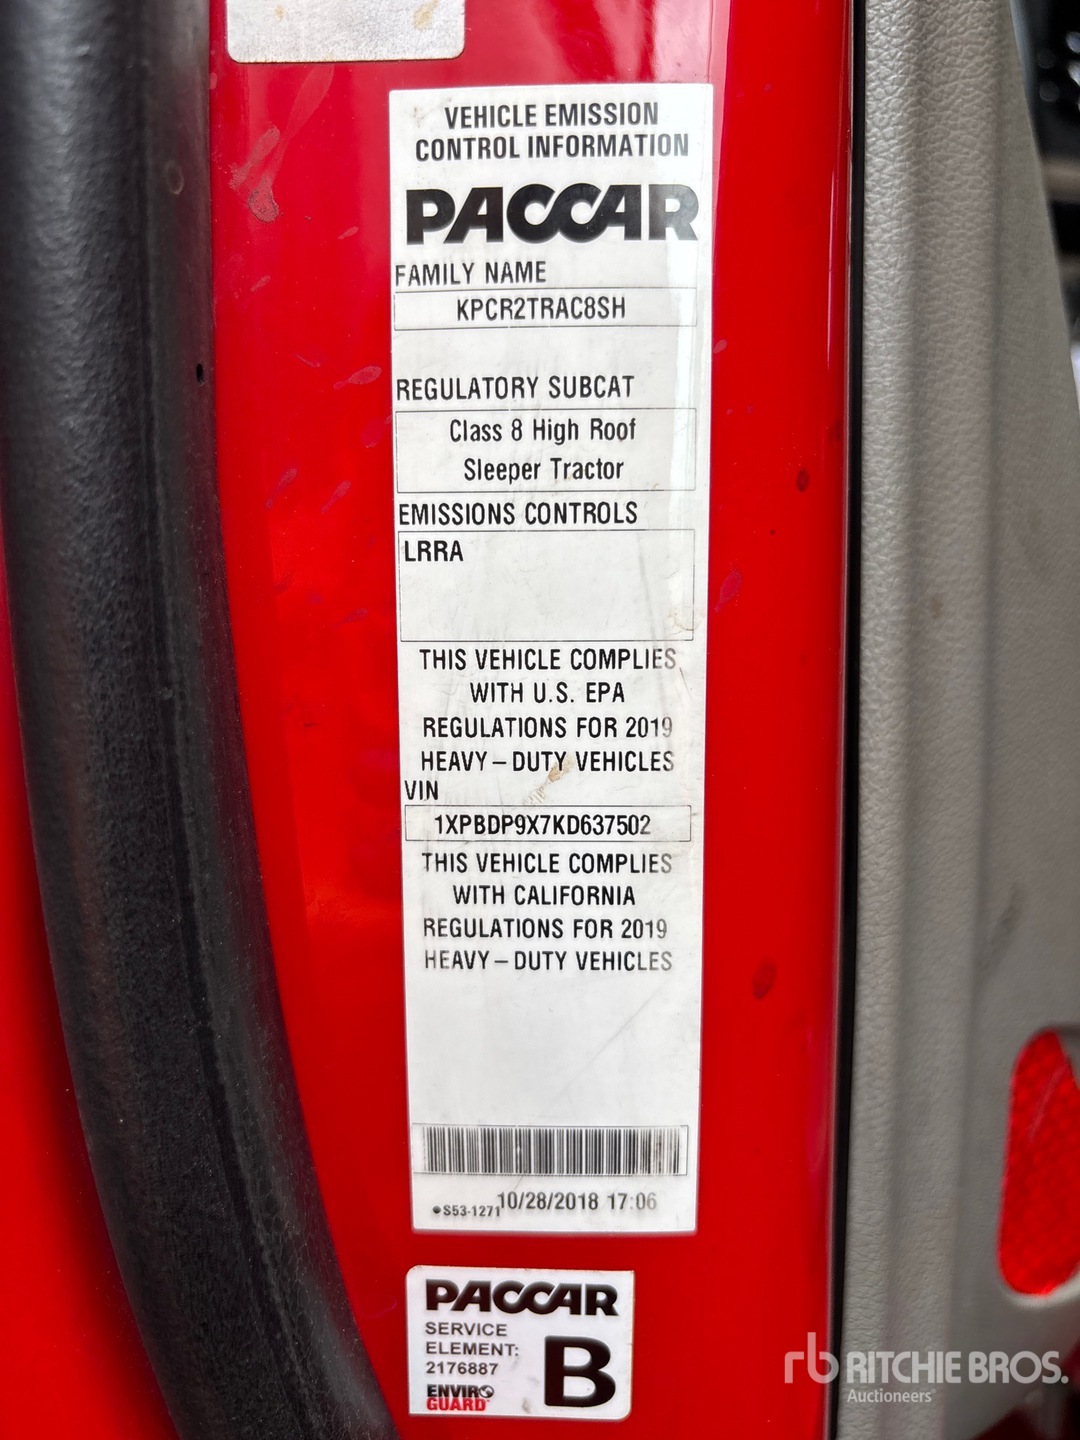 VEHICLE EMISSION
CONTROL INFORMATION
PACCAR
FAMILY NAME
KPCR2TRAC8SH
REGULATORY SUBCAT
Class 8 High Roof
Sleeper Tractor
EMISSIONS CONTROLS
LRRA
THIS VEHICLE COMPLIES
WITH U.S. EPA
REGULATIONS FOR 2019
HEAVY-DUTY VEHICLES
VIN
1XPBDP9X7KD637502
THIS VEHICLE COMPLIES
WITH CALIFORNIA
REGULATIONS FOR 2019
HEAVY-DUTY VEHICLES
S53-1271 10/28/2018 17:06
PACCAR
SERVICE
ELEMENT:
2176887
B
ENVIRO
GUARD
rb RITCHIE BROS.
Auctioneers